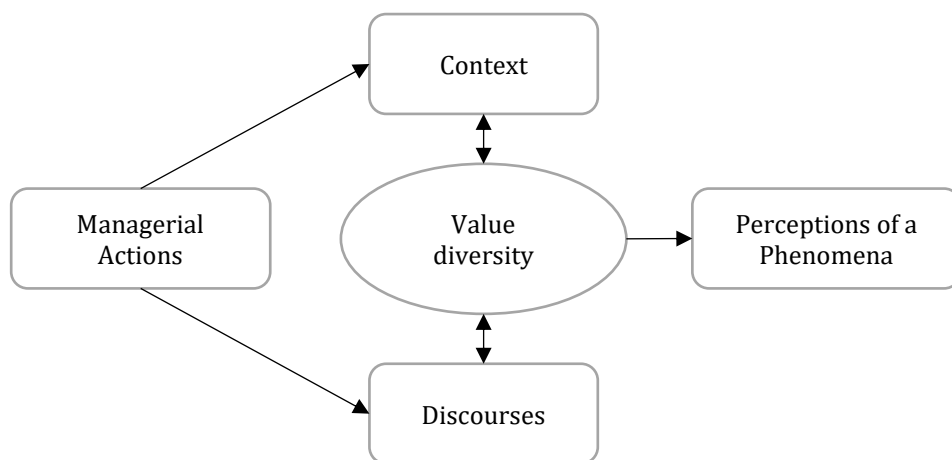 Context
Managerial
Actions
Value
diversity
Perceptions of a
Phenomena
Discourses